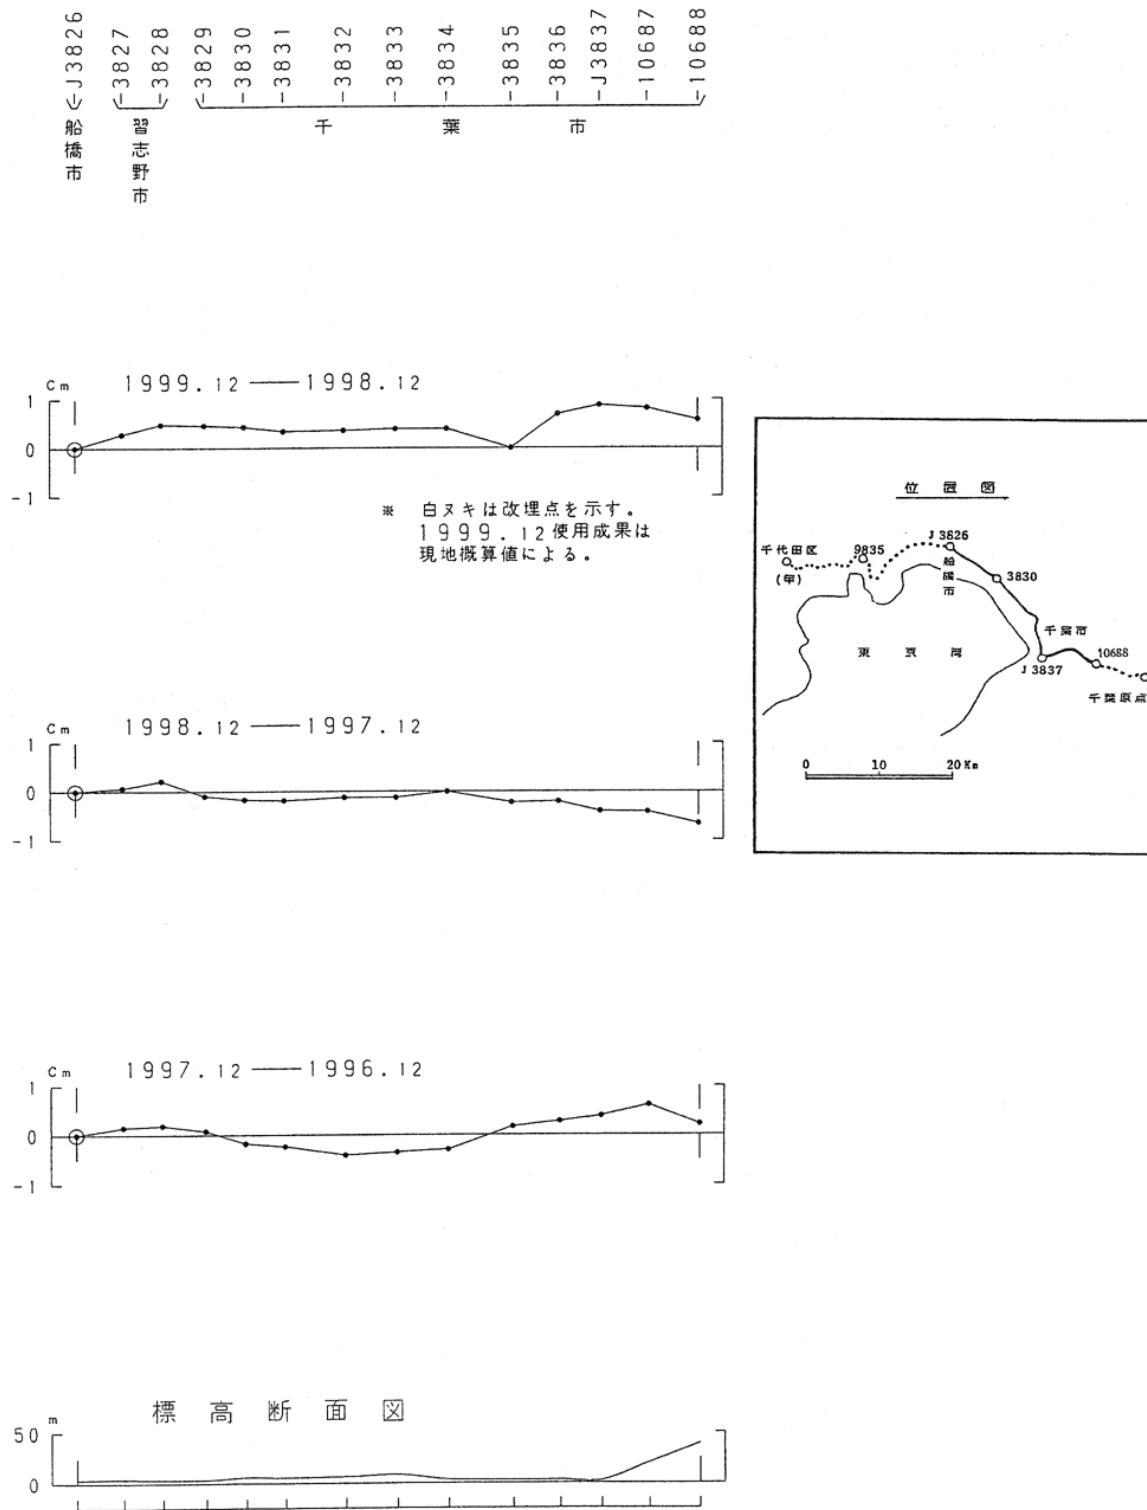 J3826
3827
3828
3829
3830
3831
3832
3833
3834
3835
3836
J3837
10687
10688
船橋市
習志野市
千葉市
Cm 1999.12 — 1998.12
1
0
-1
※ 白ヌキは改埋点を示す。
1999.12使用成果は
現地概算値による。
位置図
J 3826
千代田区
(甲)
9835
船橋市
3830
千葉市
東京湾
10688
J 3837
千葉原点
0 10 20 Km
Cm 1998.12 — 1997.12
1
0
-1
Cm 1997.12 — 1996.12
1
0
-1
標高断面図
m
50
0